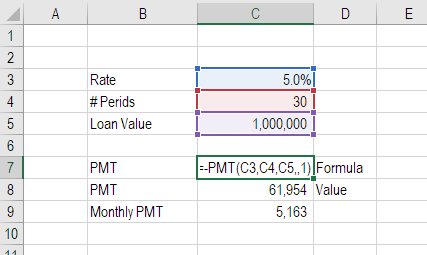 A B C D E
1
2
3 Rate 5.0%
4 # Perids 30
5 Loan Value 1,000,000
6
7 PMT =-PMT(C3,C4,C5,,1) Formula
8 PMT 61,954 Value
9 Monthly PMT 5,163
10
11